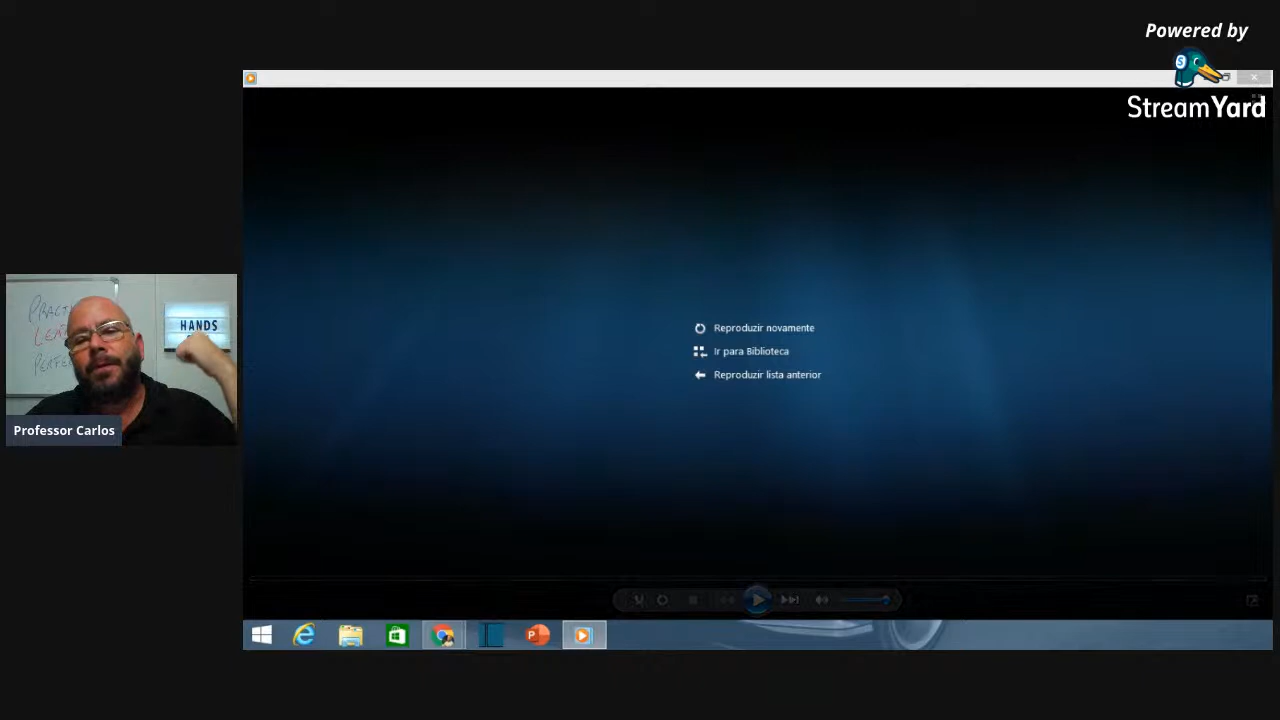 Powered by
StreamYard
HANDS
Professor Carlos
Reproduzir novamente
Ir para Biblioteca
Reproduzir lista anterior